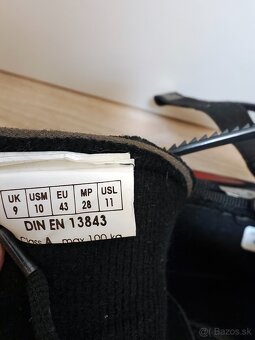 UK USM EU MP USL
9 10 43 28 11
DIN EN 13843
Class A max 100 kg
Bazos.sk